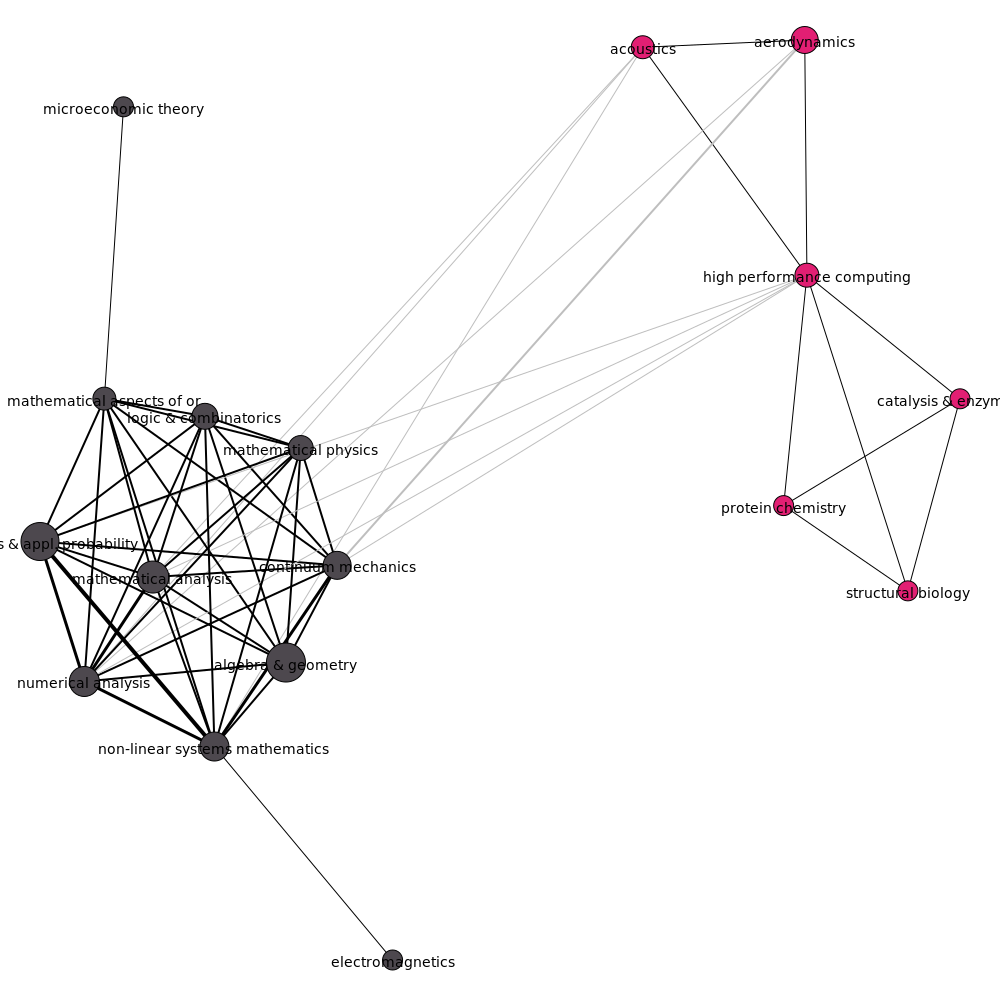 acoustics
aerodynamics
microeconomic theory
high performance computing
mathematical aspects of or
logic & combinatorics
catalysis & enzym
mathematical physics
protein chemistry
s & appl. probability
continuum mechanics
mathematical analysis
structural biology
algebra & geometry
numerical analysis
non-linear systems mathematics
electromagnetics